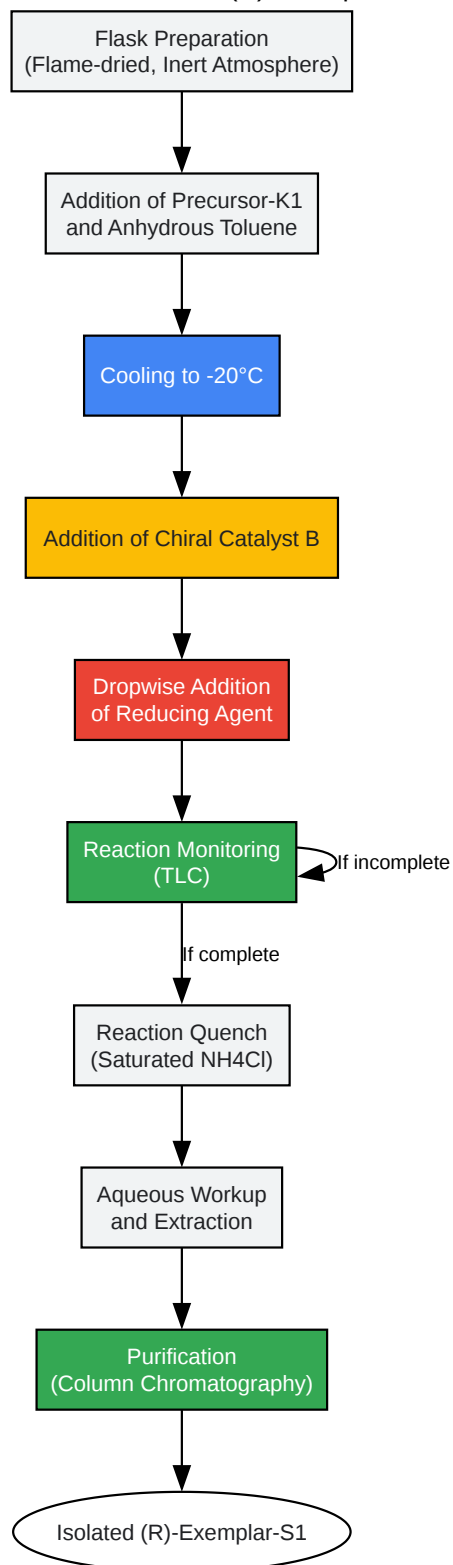 Flask Preparation
(Flame-dried, Inert Atmosphere)
Addition of Precursor-K1
and Anhydrous Toluene
Cooling to -20°C
Addition of Chiral Catalyst B
Dropwise Addition
of Reducing Agent
Reaction Monitoring
(TLC)
If incomplete
If complete
Reaction Quench
(Saturated NH4Cl)
Aqueous Workup
and Extraction
Purification
(Column Chromatography)
Isolated (R)-Exemplar-S1